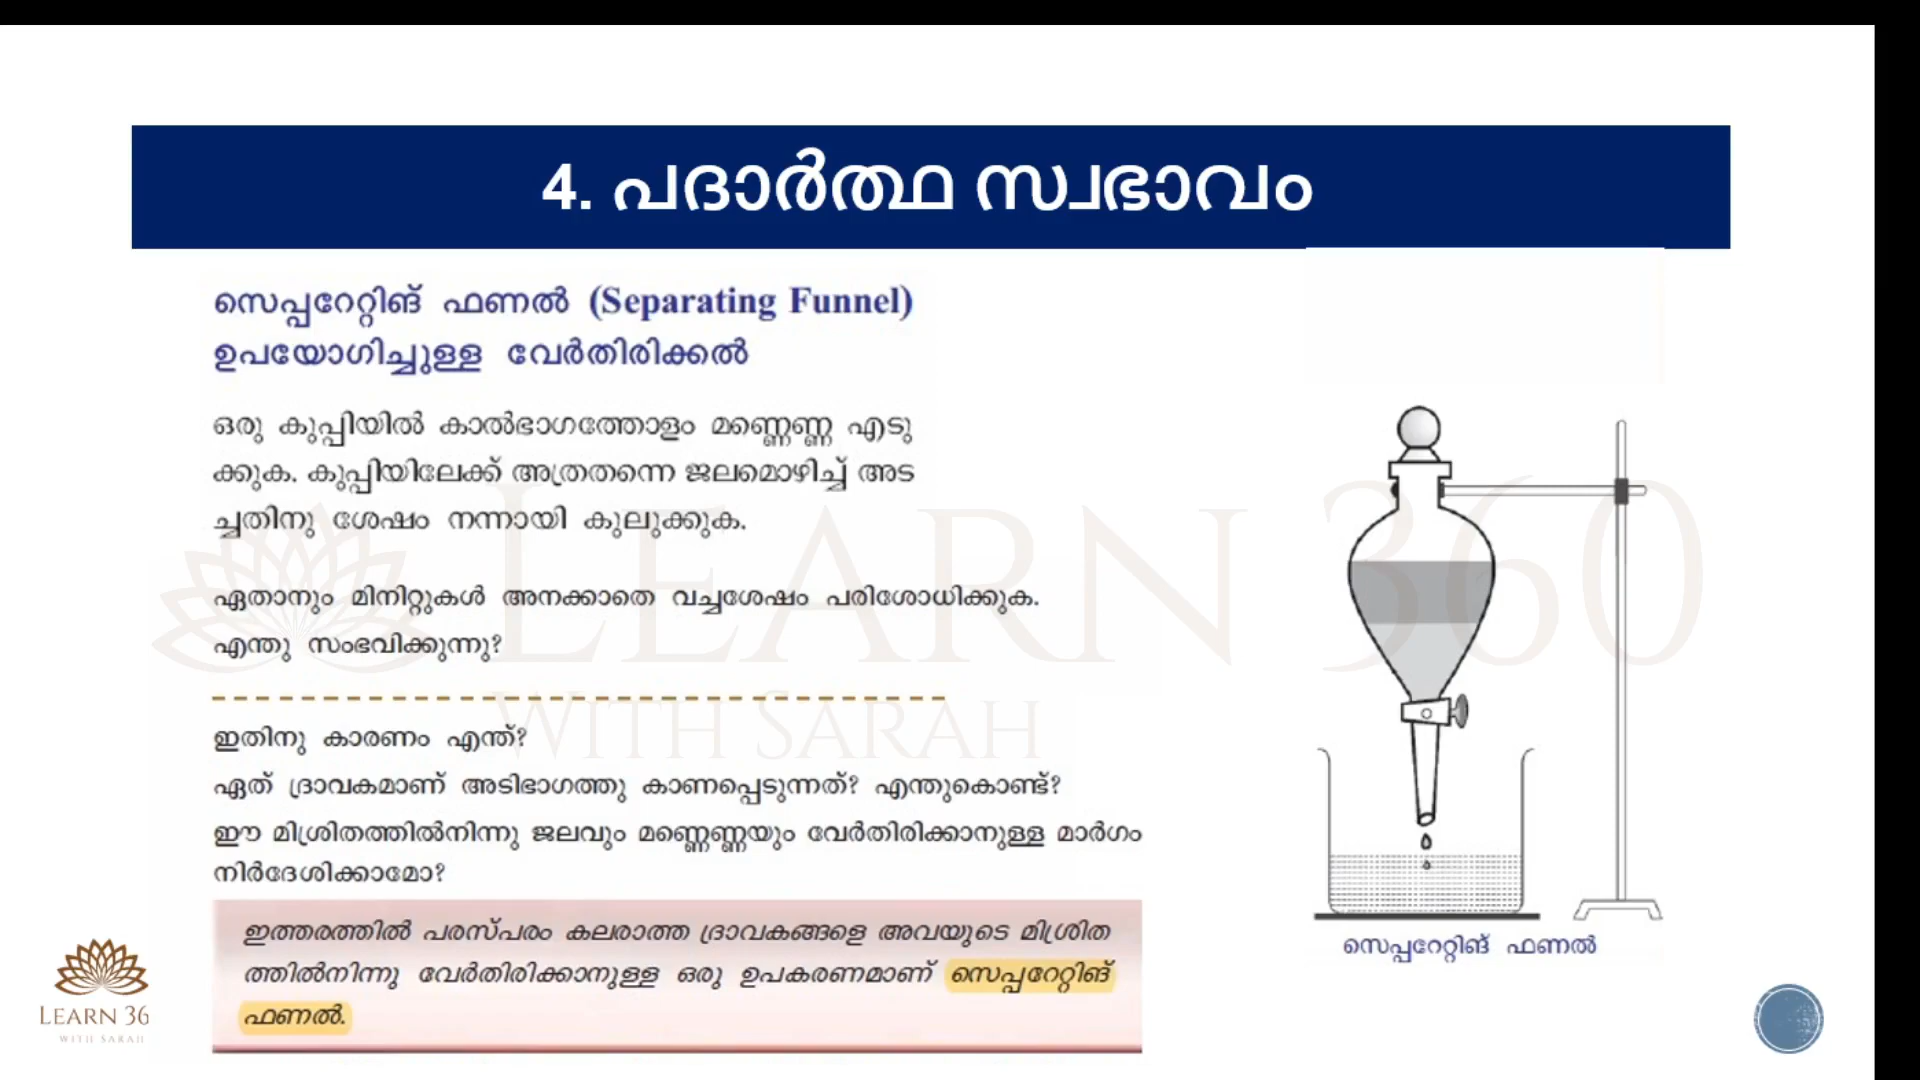 4. പദാർത്ഥ സ്വഭാവം
സെപ്പറേറ്റിങ് ഫണൽ (Separating Funnel)
ഉപയോഗിച്ചുള്ള വേർതിരിക്കൽ
ഒരു കുപ്പിയിൽ കാൽഭാഗത്തോളം മണ്ണെണ്ണ എടു
ക്കുക. കുപ്പിയിലേക്ക് അത്രതന്നെ ജലമൊഴിച്ച് അട
ച്ചതിനു ശേഷം നന്നായി കുലുക്കുക.
ഏതാനും മിനിറ്റുകൾ അനക്കാതെ വച്ചശേഷം പരിശോധിക്കുക.
എന്തു സംഭവിക്കുന്നു?
ഇതിനു കാരണം എന്ത്?
ഏത് ദ്രാവകമാണ് അടിഭാഗത്തു കാണപ്പെടുന്നത്? എന്തുകൊണ്ട്?
ഈ മിശ്രിതത്തിൽനിന്നു ജലവും മണ്ണെണ്ണയും വേർതിരിക്കാനുള്ള മാർഗം
നിർദേശിക്കാമോ?
ഇത്തരത്തിൽ പരസ്പരം കലരാത്ത ദ്രാവകങ്ങളെ അവയുടെ മിശ്രിത
ത്തിൽനിന്നു വേർതിരിക്കാനുള്ള ഒരു ഉപകരണമാണ് സെപ്പറേറ്റിങ്
ഫണൽ.
സെപ്പറേറ്റിങ് ഫണൽ
LEARN 360
WITH SARAH
LEARN 36
WITH SARAH